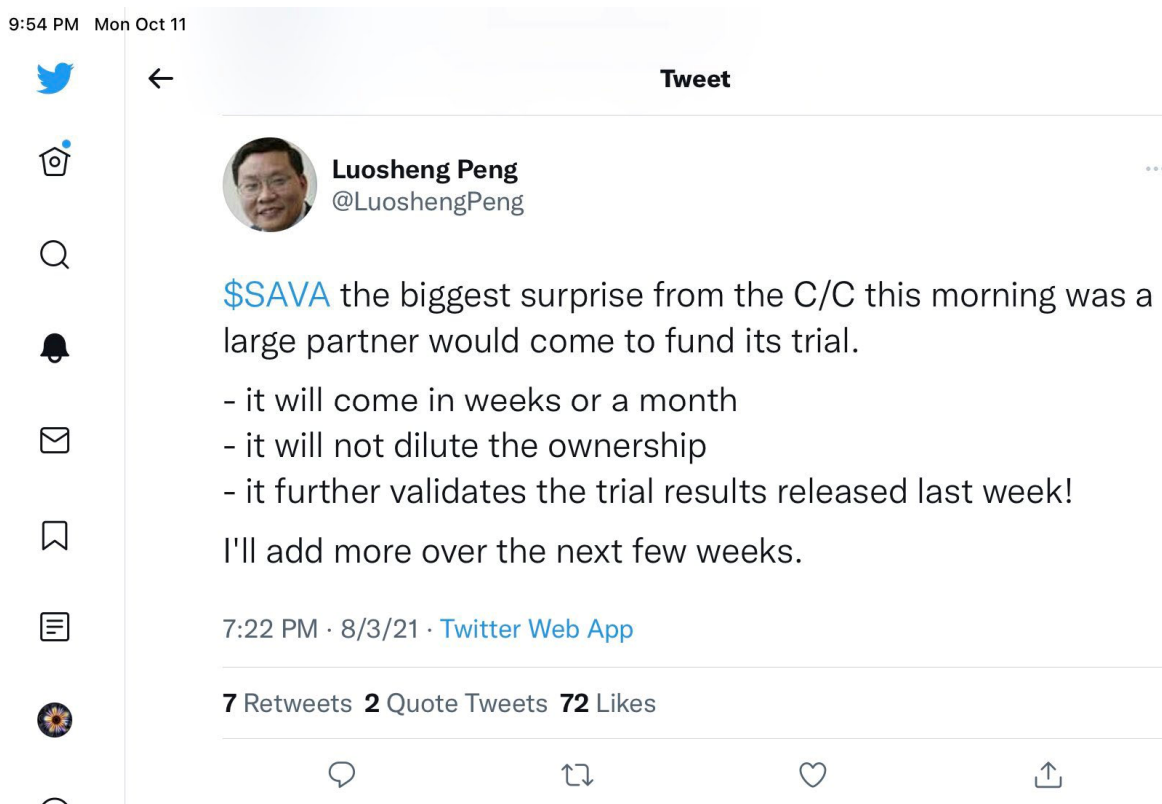 9:54 PM Mon Oct 11
Tweet
Luosheng Peng
@LuoshengPeng
$SAVA the biggest surprise from the C/C this morning was a
large partner would come to fund its trial.
- it will come in weeks or a month
- it will not dilute the ownership
- it further validates the trial results released last week!
I'll add more over the next few weeks.
7:22 PM · 8/3/21 · Twitter Web App
7 Retweets 2 Quote Tweets 72 Likes